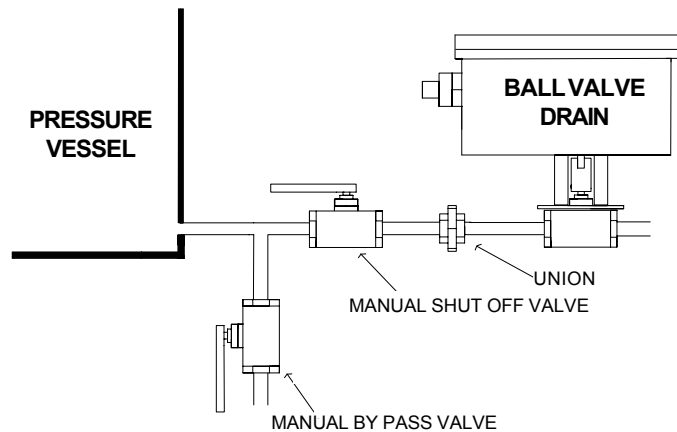 PRESSURE
VESSEL
BALL VALVE
DRAIN
UNION
MANUAL SHUT OFF VALVE
MANUAL BY PASS VALVE